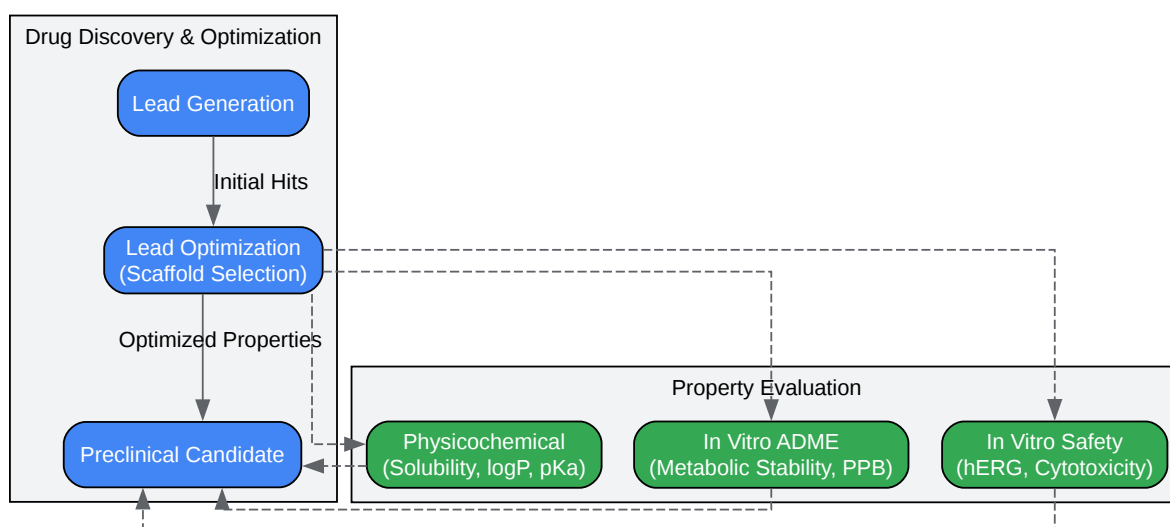 Drug Discovery & Optimization
Lead Generation
Initial Hits
Lead Optimization
(Scaffold Selection)
Optimized Properties
Property Evaluation
Preclinical Candidate
Physicochemical
(Solubility, logP, pKa)
In Vitro ADME
(Metabolic Stability, PPB)
In Vitro Safety
(hERG, Cytotoxicity)